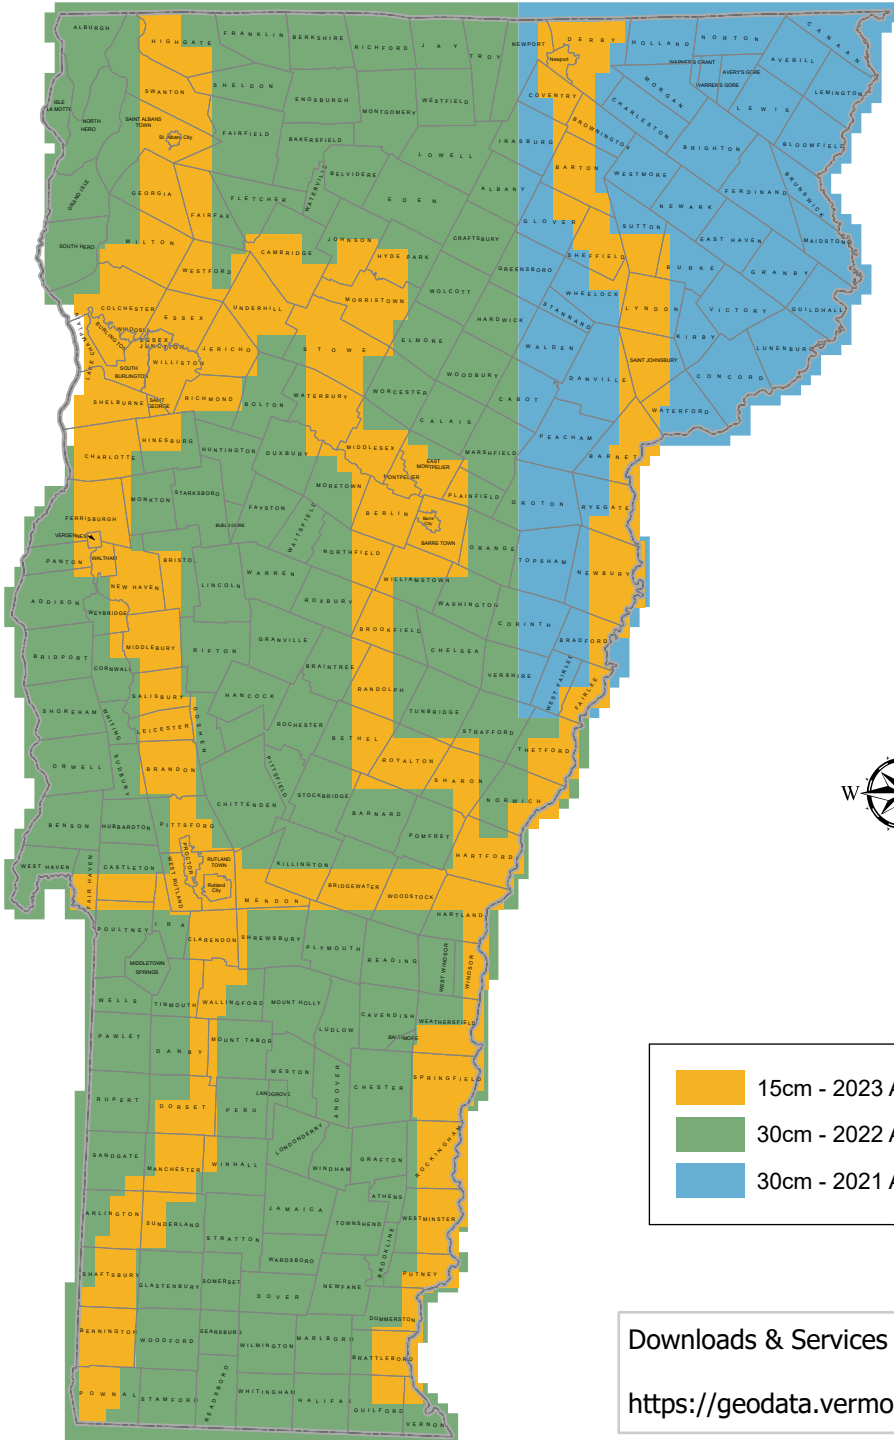 ALBURGH
HIGHGATE
FRANKLIN
BERKSHIRE
RICHFORD
JAY
TROY
NEWPORT
DERBY
HOLLAND
NORTON
CANAAN
Newport
WARNER'S GRANT
AVERILL
AVERY'S GORE
WARREN'S GORE
LEMINGTON
SWANTON
SHELDON
ENOSBURGH
MONTGOMERY
WESTFIELD
COVENTRY
MORGAN
CHARLESTON
LEWIS
ISLE
LA MOTTE
NORTH
HERO
SAINT ALBANS
TOWN
St. Albans City
FAIRFIELD
BAKERSFIELD
LOWELL
IRASBURG
BROWNINGTON
BRIGHTON
BLOOMFIELD
BARTON
WESTMORE
BELVIDERE
WATERVILLE
ALBANY
FERDINAND
BRUNSWICK
GRAND ISLE
GEORGIA
FAIRFAX
FLETCHER
EDEN
NEWARK
GLOVER
SUTTON
SOUTH HERO
MILTON
CAMBRIDGE
JOHNSON
HYDE PARK
CRAFTSBURY
SHEFFIELD
EAST HAVEN
MAIDSTONE
WESTFORD
GREENSBORO
BURKE
GRANBY
WOLCOTT
WHEELOCK
COLCHESTER
ESSEX
UNDERHILL
MORRISTOWN
HARDWICK
STANNARD
LYNDON
VICTORY
GUILDHALL
LAKE CHAMPLAIN
BURLINGTON
WINOOSKI
ESSEX
JUNCTION
JERICHO
STOWE
ELMORE
WALDEN
KIRBY
LUNENBURG
WILLISTON
SOUTH
BURLINGTON
WOODBURY
SAINT JOHNSBURY
DANVILLE
CONCORD
SHELBURNE
SAINT
GEORGE
RICHMOND
BOLTON
WATERBURY
WORCESTER
CABOT
WATERFORD
HINESBURG
CALAIS
PEACHAM
CHARLOTTE
HUNTINGTON
DUXBURY
MIDDLESEX
EAST
MONTPELIER
MARSHFIELD
BARNET
MONTPELIER
MONKTON
STARKSBORO
MORETOWN
PLAINFIELD
GROTON
RYEGATE
FAYSTON
WAITSFIELD
BERLIN
Barre
City
FERRISBURGH
BUELS GORE
VERGENNES
BARRE TOWN
ORANGE
PANTON
WALTHAM
BRISTOL
NORTHFIELD
TOPSHAM
WARREN
NEWBURY
NEW HAVEN
LINCOLN
WILLIAMSTOWN
ADDISON
WEYBRIDGE
ROXBURY
WASHINGTON
CORINTH
BROOKFIELD
MIDDLEBURY
RIPTON
GRANVILLE
CHELSEA
BRADFORD
BRIDPORT
CORNWALL
BRAINTREE
VERSHIRE
WEST FAIRLEE
FAIRLEE
SALISBURY
HANCOCK
RANDOLPH
SHOREHAM
WHITING
GOSHEN
ROCHESTER
TUNBRIDGE
LEICESTER
BETHEL
STRAFFORD
THETFORD
ORWELL
SUDBURY
BRANDON
PITTSFIELD
ROYALTON
SHARON
CHITTENDEN
STOCKBRIDGE
NORWICH
BENSON
HUBBARDTON
PITTSFORD
BARNARD
POMFRET
PROCTOR
RUTLAND
TOWN
HARTFORD
WEST HAVEN
FAIR HAVEN
CASTLETON
WEST RUTLAND
Rutland
City
KILLINGTON
BRIDGEWATER
WOODSTOCK
MENDON
HARTLAND
POULTNEY
IRA
CLARENDON
SHREWSBURY
PLYMOUTH
READING
WEST WINDSOR
WINDSOR
MIDDLETOWN
SPRINGS
WELLS
TINMOUTH
WALLINGFORD
MOUNT HOLLY
LUDLOW
CAVENDISH
WEATHERSFIELD
BALTIMORE
PAWLET
DANBY
MOUNT TABOR
WESTON
ANDOVER
CHESTER
SPRINGFIELD
RUPERT
DORSET
PERU
LANDGROVE
LONDONDERRY
WINDHAM
GRAFTON
ROCKINGHAM
SANDGATE
MANCHESTER
WINHALL
ATHENS
ARLINGTON
SUNDERLAND
JAMAICA
TOWNSHEND
WESTMINSTER
STRATTON
BROOKLINE
WARDSBORO
SHAFTSBURY
GLASTENBURY
SOMERSET
DOVER
NEWFANE
PUTNEY
DUMMERSTON
BENNINGTON
WOODFORD
SEARSBURG
WILMINGTON
MARLBORO
BRATTLEBORO
POWNAL
STAMFORD
READSBORO
WHITINGHAM
HALIFAX
GUILFORD
VERNON
W
15cm - 2023 A
30cm - 2022 A
30cm - 2021 A
Downloads & Services
https://geodata.vermo